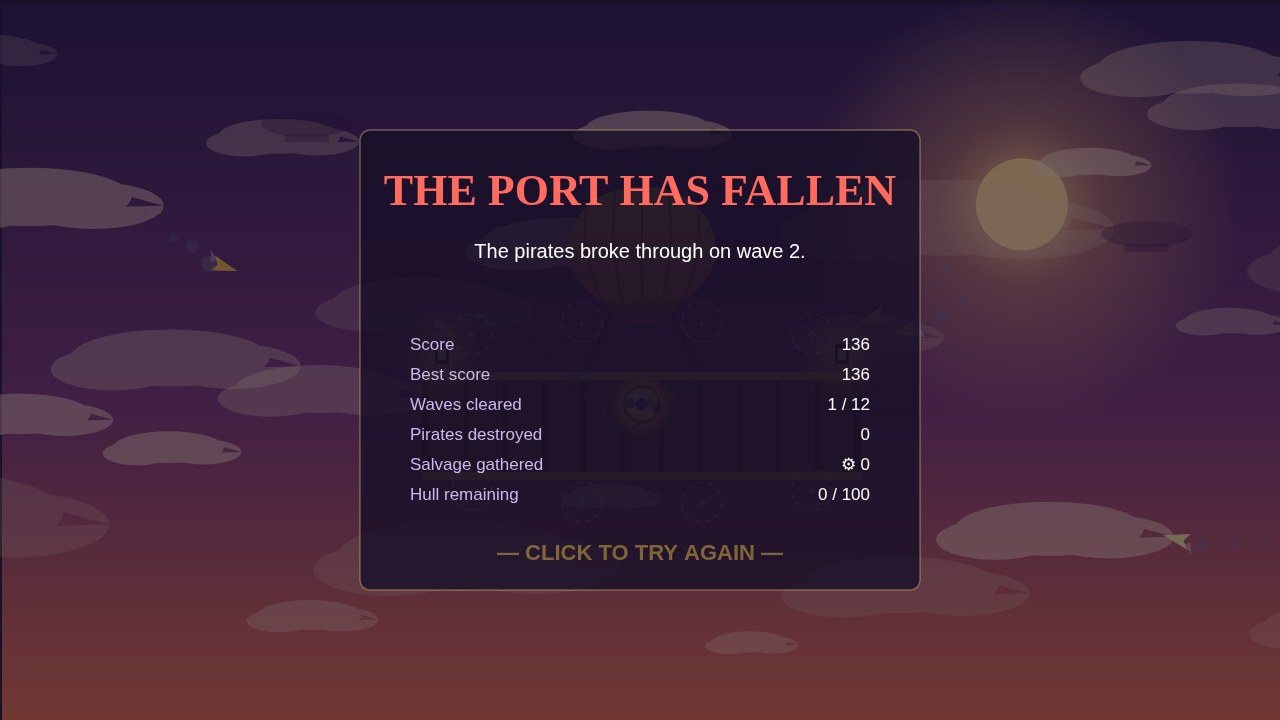 THE PORT HAS FALLEN
The pirates broke through on wave 2.
Score 136
Best score 136
Waves cleared 1 / 12
Pirates destroyed 0
Salvage gathered ⚙ 0
Hull remaining 0 / 100
— CLICK TO TRY AGAIN —